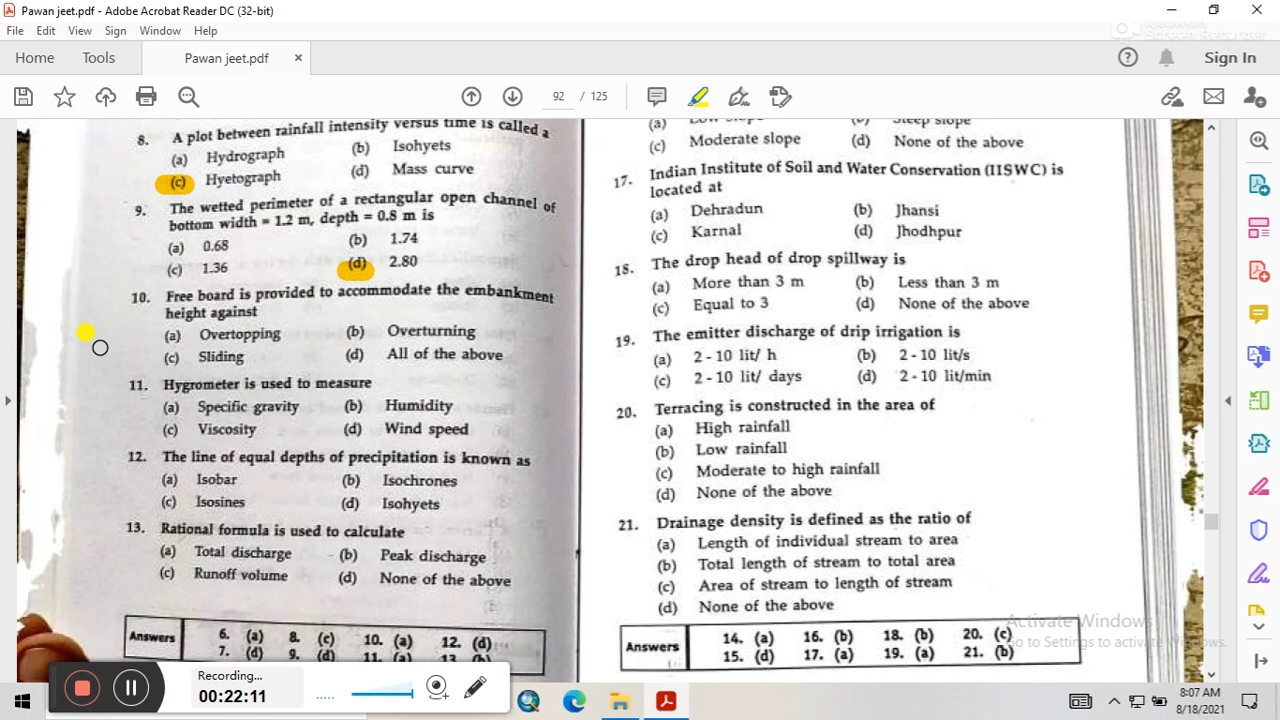 Pawan jeet.pdf - Adobe Acrobat Reader DC (32-bit)
File Edit View Sign Window Help
Home Tools Pawan jeet.pdf × Sign In
92 / 125
8. A plot between rainfall intensity versus time is called a
(a) Hydrograph (b) Isohyets
(c) Hyetograph (d) Mass curve
9. The wetted perimeter of a rectangular open channel of
bottom width = 1.2 m, depth = 0.8 m is
(a) 0.68 (b) 1.74
(c) 1.36 (d) 2.80
10. Free board is provided to accommodate the embankment
height against
(a) Overtopping (b) Overturning
(c) Sliding (d) All of the above
11. Hygrometer is used to measure
(a) Specific gravity (b) Humidity
(c) Viscosity (d) Wind speed
12. The line of equal depths of precipitation is known as
(a) Isobar (b) Isochrones
(c) Isosines (d) Isohyets
13. Rational formula is used to calculate
(a) Total discharge (b) Peak discharge
(c) Runoff volume (d) None of the above
Answers 6. (a) 8. (c) 10. (a) 12. (d)
7. (d) 9. (d) 11. (a) 13. (b)
(a) Low slope (b) Steep slope
(c) Moderate slope (d) None of the above
17. Indian Institute of Soil and Water Conservation (IISWC) is
located at
(a) Dehradun (b) Jhansi
(c) Karnal (d) Jhodhpur
18. The drop head of drop spillway is
(a) More than 3 m (b) Less than 3 m
(c) Equal to 3 (d) None of the above
19. The emitter discharge of drip irrigation is
(a) 2 - 10 lit/ h (b) 2 - 10 lit/s
(c) 2 - 10 lit/ days (d) 2 - 10 lit/min
20. Terracing is constructed in the area of
(a) High rainfall
(b) Low rainfall
(c) Moderate to high rainfall
(d) None of the above
21. Drainage density is defined as the ratio of
(a) Length of individual stream to area
(b) Total length of stream to total area
(c) Area of stream to length of stream
(d) None of the above
Answers 14. (a) 16. (b) 18. (b) 20. (c)
15. (d) 17. (a) 19. (a) 21. (b)
Activate Windows
Go to Settings to activate Windows.
Screen Recorder
Recording...
00:22:11
8:07 AM
8/18/2021